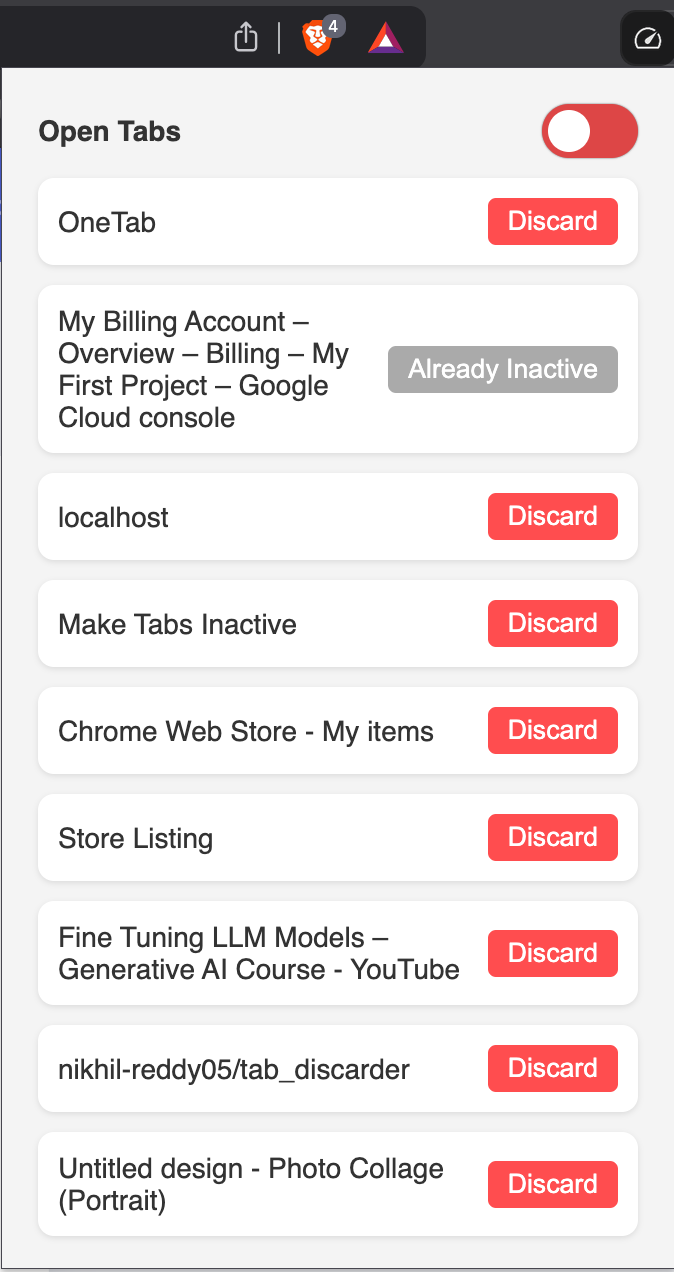 4
Open Tabs
OneTab
Discard
My Billing Account –
Overview – Billing – My
First Project – Google
Cloud console
Already Inactive
localhost
Discard
Make Tabs Inactive
Discard
Chrome Web Store - My items
Discard
Store Listing
Discard
Fine Tuning LLM Models –
Generative AI Course - YouTube
Discard
nikhil-reddy05/tab_discarder
Discard
Untitled design - Photo Collage
(Portrait)
Discard